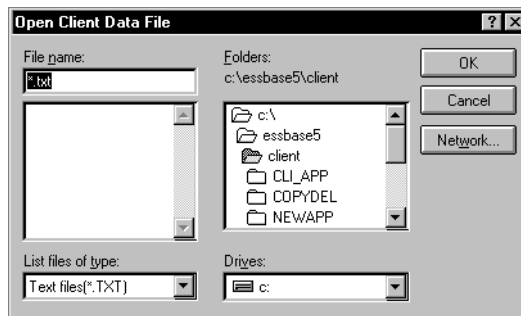 Open Client Data File
File name:
*.txt
Folders:
c:\essbase5\client
c:\
essbase5
client
CLI_APP
COPYDEL
NEWAPP
OK
Cancel
Network...
List files of type:
Text files(*.TXT)
Drives:
c: